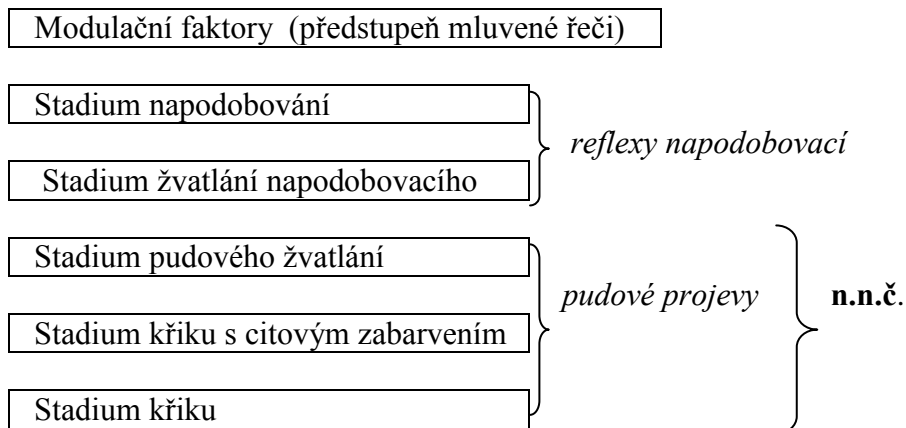 Modulační faktory (předstupeň mluvené řeči)
Stadium napodobování
reflexy napodobovací
Stadium žvatlání napodobovacího
Stadium pudového žvatlání
pudové projevy n.n.č.
Stadium křiku s citovým zabarvením
Stadium křiku